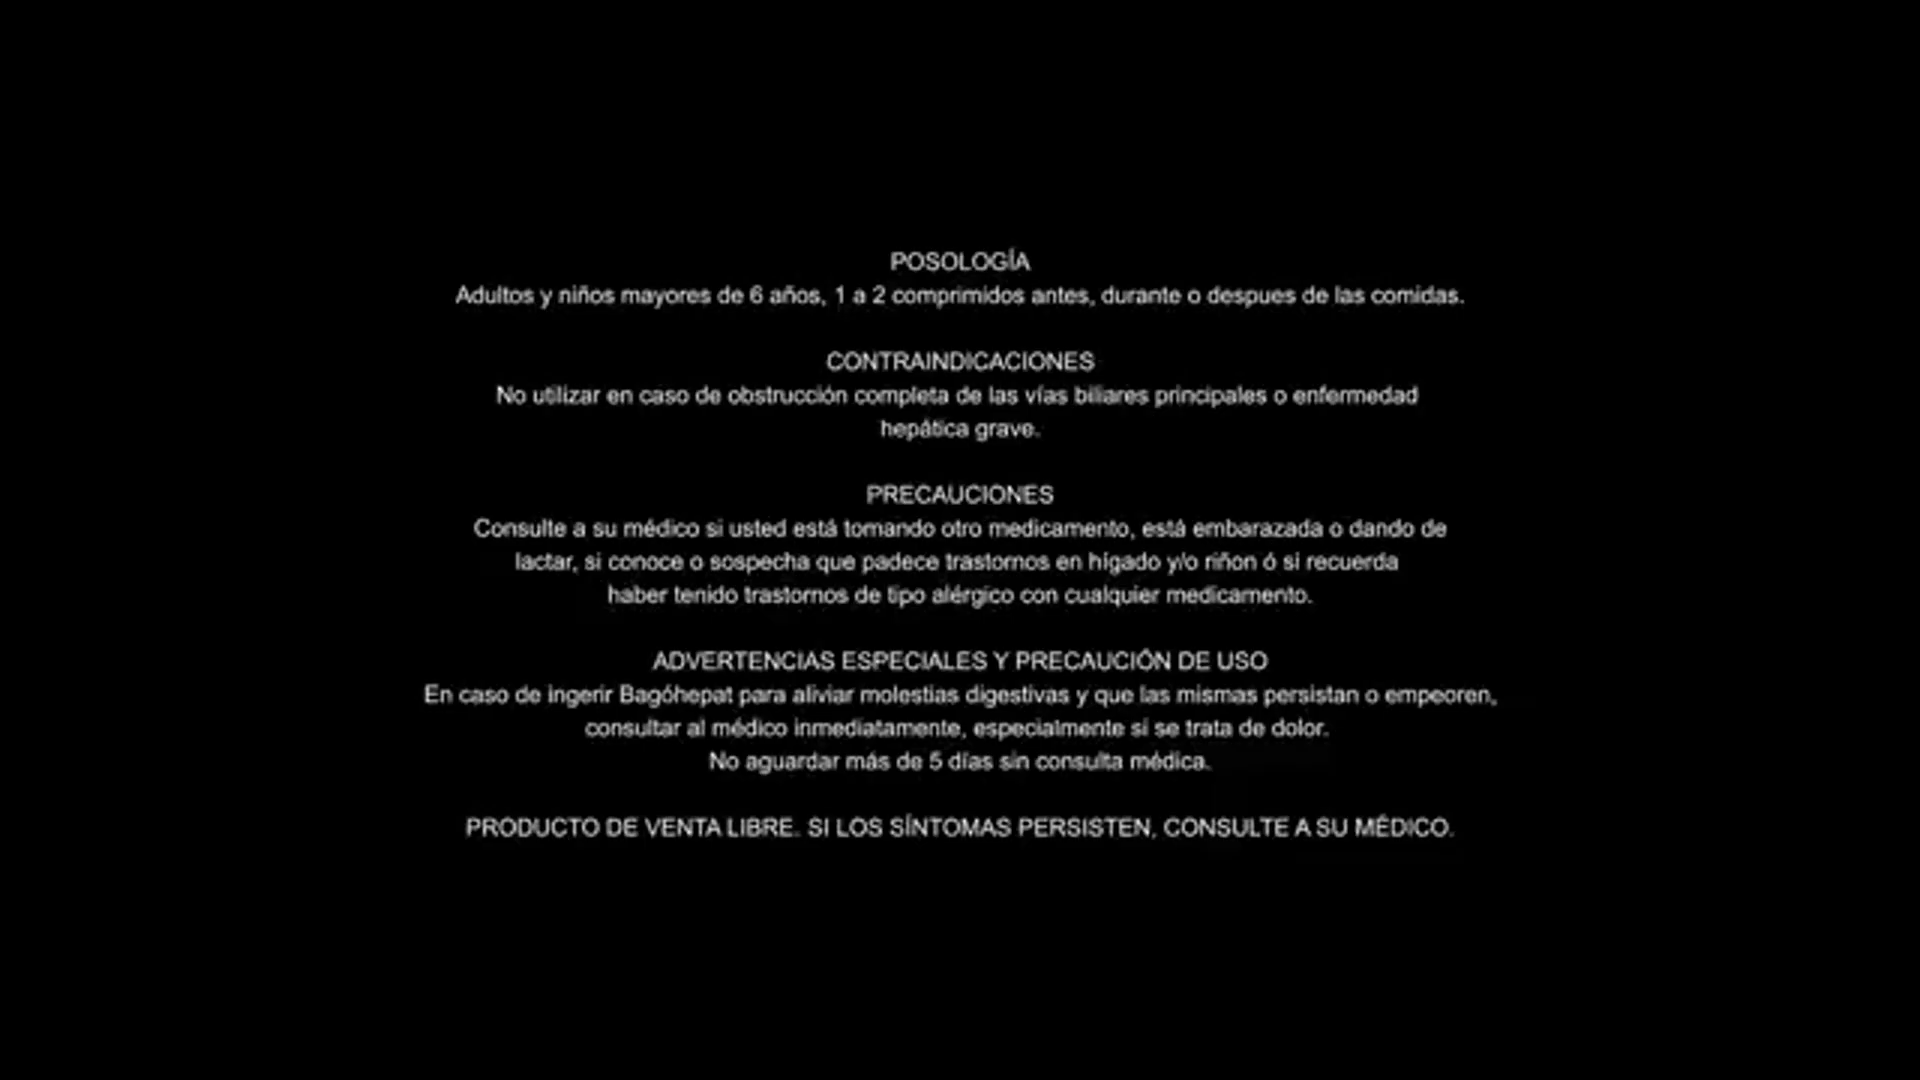 POSOLOGÍA
Adultos y niños mayores de 6 años, 1 a 2 comprimidos antes, durante o despues de las comidas.
CONTRAINDICACIONES
No utilizar en caso de obstrucción completa de las vías biliares principales o enfermedad
hepática grave.
PRECAUCIONES
Consulte a su médico si usted está tomando otro medicamento, está embarazada o dando de
lactar, si conoce o sospecha que padece trastornos en hígado y/o riñon ó si recuerda
haber tenido trastornos de tipo alérgico con cualquier medicamento.
ADVERTENCIAS ESPECIALES Y PRECAUCIÓN DE USO
En caso de ingerir Bagóhepat para aliviar molestias digestivas y que las mismas persistan o empeoren,
consultar al médico inmediatamente, especialmente si se trata de dolor.
No aguardar más de 5 días sin consulta médica.
PRODUCTO DE VENTA LIBRE. SI LOS SÍNTOMAS PERSISTEN, CONSULTE A SU MÉDICO.